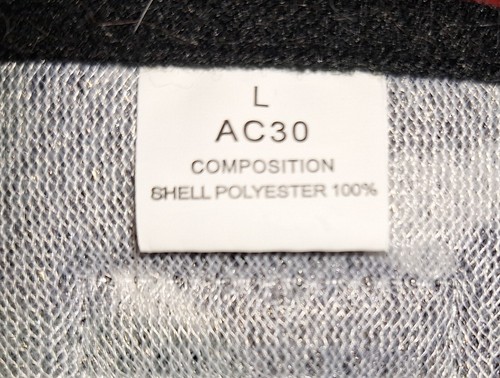 L
AC30
COMPOSITION
SHELL POLYESTER 100%